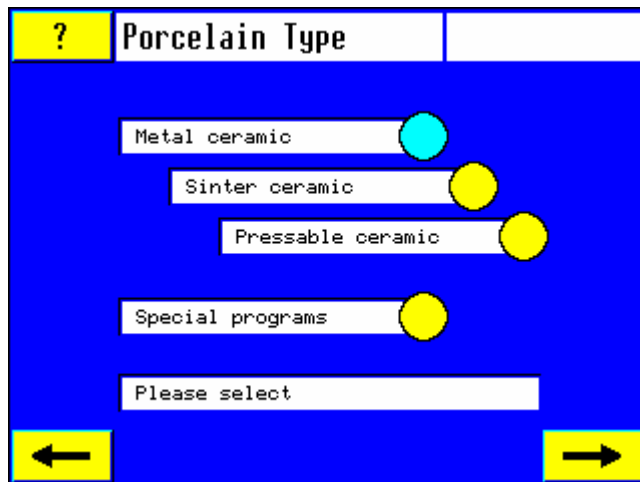 ?
Porcelain Type
Metal ceramic
Sinter ceramic
Pressable ceramic
Special programs
Please select